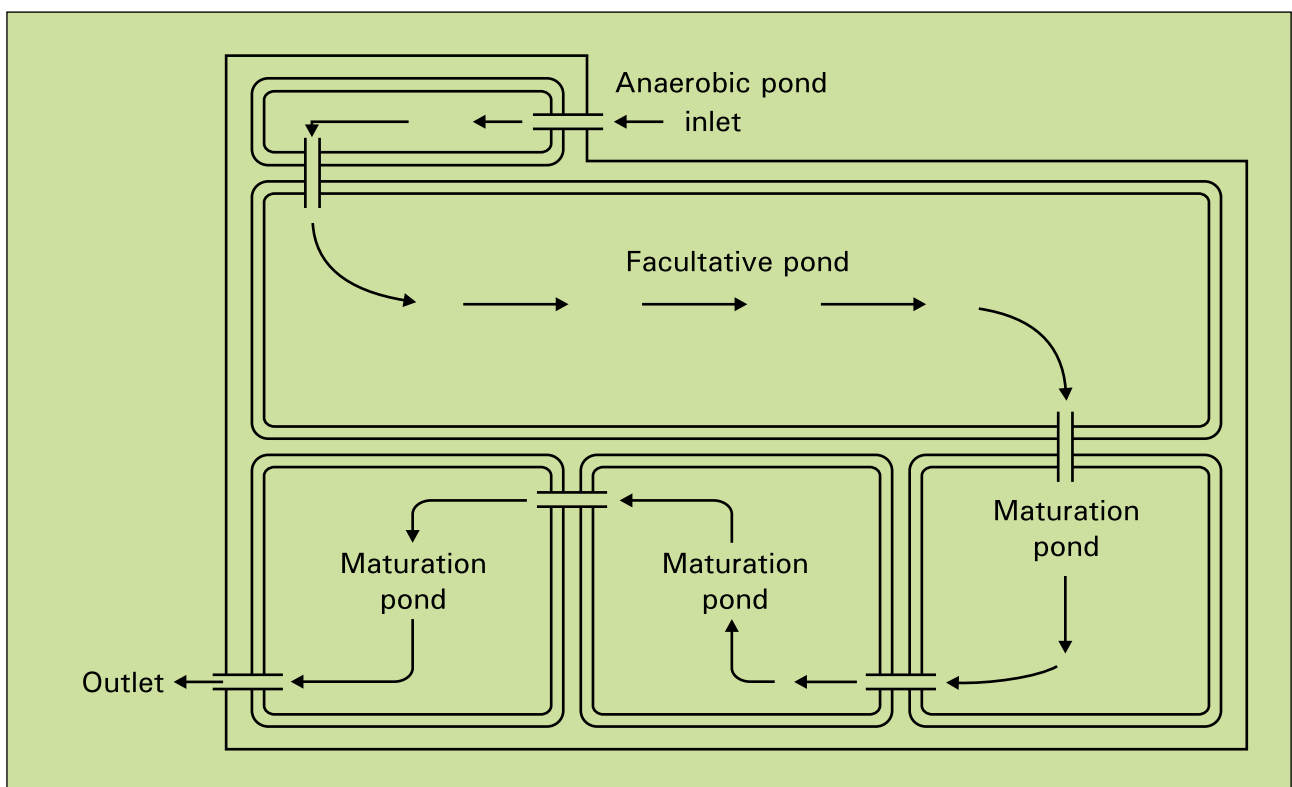 Anaerobic pond
inlet
Facultative pond
Maturation
pond
Maturation
pond
Maturation
pond
Outlet